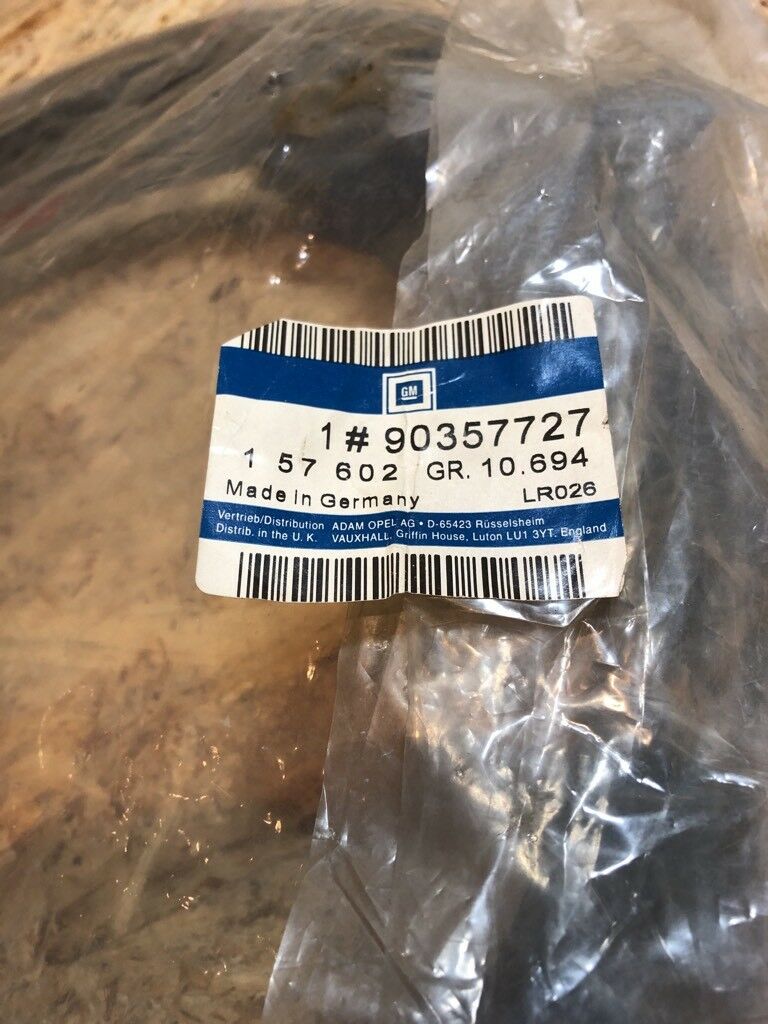 GM
1 # 90357727
1 57 602 GR. 10.694
Made in Germany LR026
Vertrieb/Distribution ADAM OPEL AG • D-65423 Rüsselsheim
Distrib. in the U. K. VAUXHALL. Griffin House, Luton LU1 3YT. England